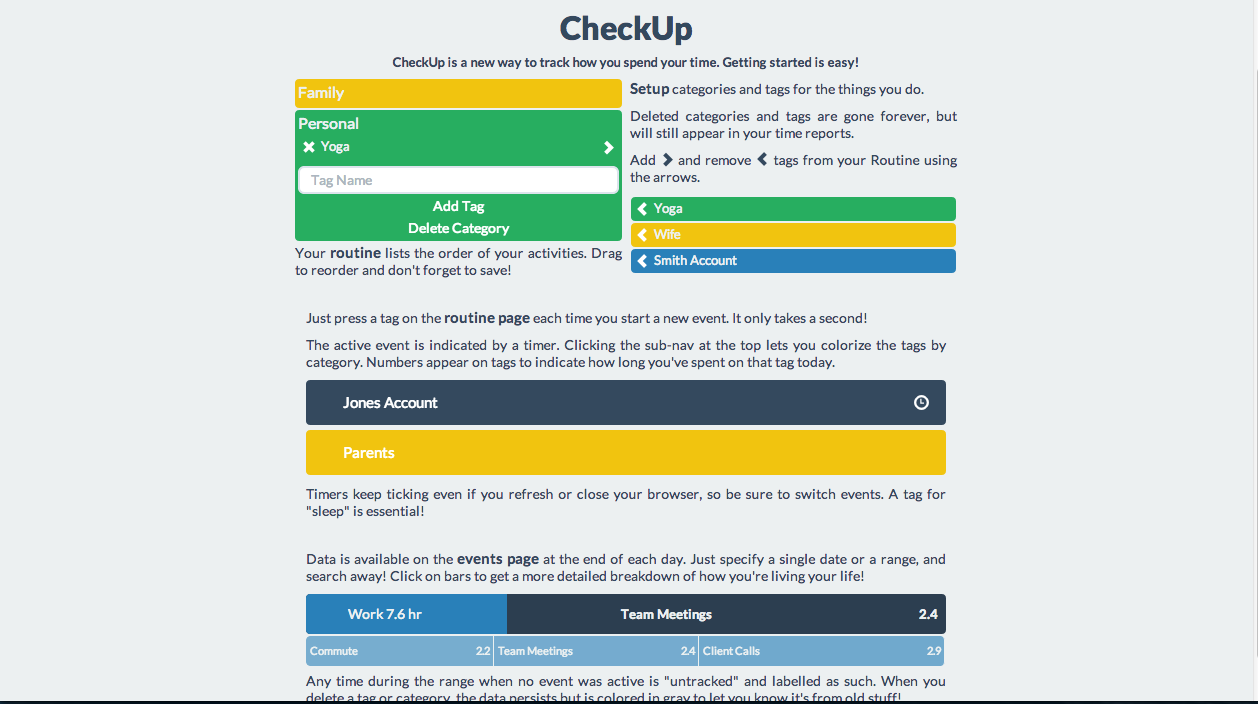 CheckUp
CheckUp is a new way to track how you spend your time. Getting started is easy!
Family
Personal
Yoga
Tag Name
Add Tag
Delete Category
Setup categories and tags for the things you do.
Deleted categories and tags are gone forever, but
will still appear in your time reports.
Add and remove tags from your Routine using
the arrows.
Your routine lists the order of your activities. Drag
to reorder and don't forget to save!
Yoga
Wife
Smith Account
Just press a tag on the routine page each time you start a new event. It only takes a second!
The active event is indicated by a timer. Clicking the sub-nav at the top lets you colorize the tags by
category. Numbers appear on tags to indicate how long you've spent on that tag today.
Jones Account
Parents
Timers keep ticking even if you refresh or close your browser, so be sure to switch events. A tag for
"sleep" is essential!
Data is available on the events page at the end of each day. Just specify a single date or a range, and
search away! Click on bars to get a more detailed breakdown of how you're living your life!
Work 7.6 hr Team Meetings 2.4
Commute 2.2 Team Meetings 2.4 Client Calls 2.9
Any time during the range when no event was active is "untracked" and labelled as such. When you
delete a tag or category, the data persists but is colored in gray to let you know it's from old stuff!